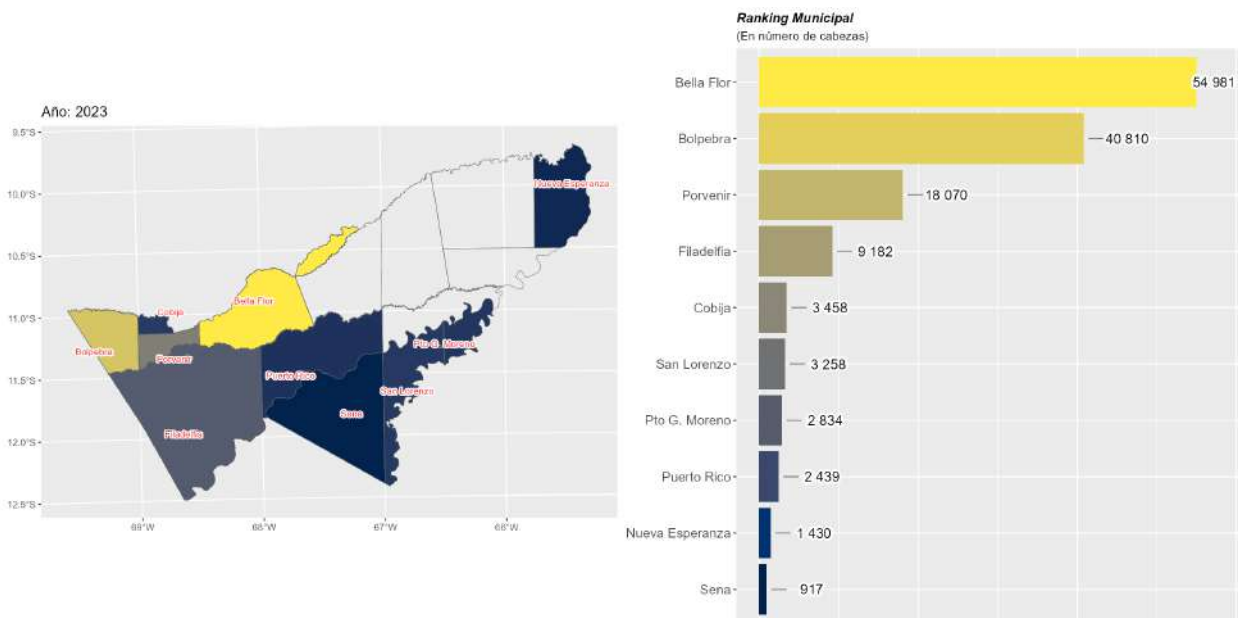 Año: 2023
9.5°S
10.0°S
10.5°S
11.0°S
11.5°S
12.0°S
12.5°S
69°W
68°W
67°W
66°W
Nueva Esperanza
Bella Flor
Cobija
Bolpebra
Porvenir
Pto G. Moreno
Puerto Rico
San Lorenzo
Sena
Filadelfia
Ranking Municipal
(En número de cabezas)
Bella Flor 54 981
Bolpebra 40 810
Porvenir 18 070
Filadelfia 9 182
Cobija 3 458
San Lorenzo 3 258
Pto G. Moreno 2 834
Puerto Rico 2 439
Nueva Esperanza 1 430
Sena 917